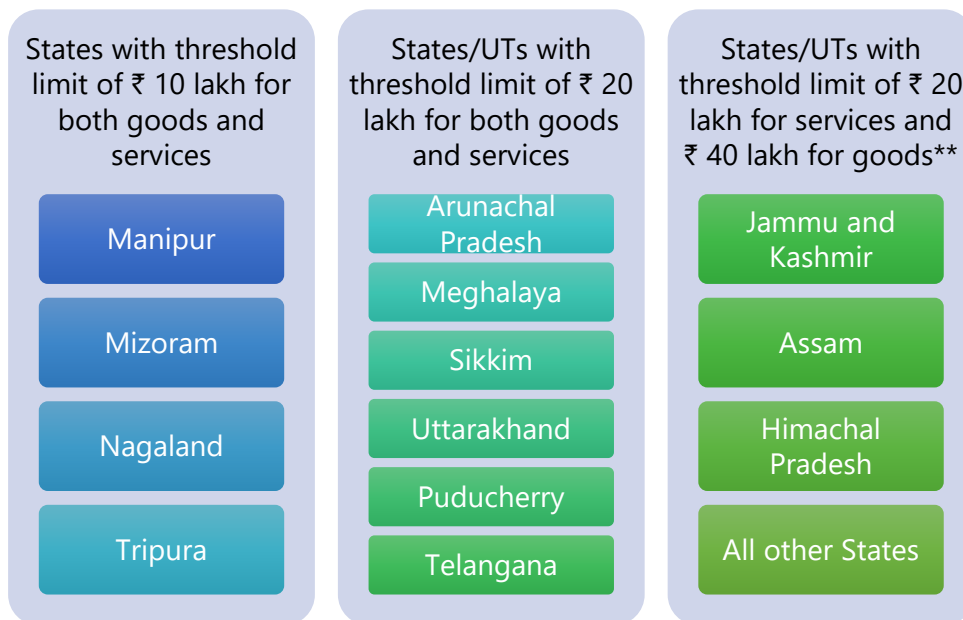 States with threshold
limit of ₹ 10 lakh for
both goods and
services
Manipur
Mizoram
Nagaland
Tripura
States/UTs with
threshold limit of ₹ 20
lakh for both goods
and services
Arunachal
Pradesh
Meghalaya
Sikkim
Uttarakhand
Puducherry
Telangana
States/UTs with
threshold limit of ₹ 20
lakh for services and
₹ 40 lakh for goods**
Jammu and
Kashmir
Assam
Himachal
Pradesh
All other States